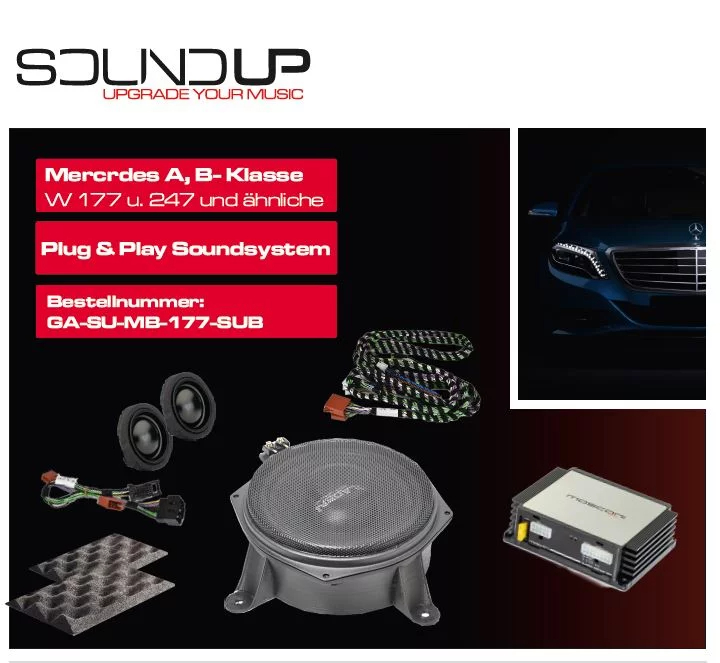 SOUNDUP
UPGRADE YOUR MUSIC
Mercrdes A, B- Klasse
W 177 u. 247 und ähnliche
Plug & Play Soundsystem
Bestellnummer:
GA-SU-MB-177-SUB
mosconi